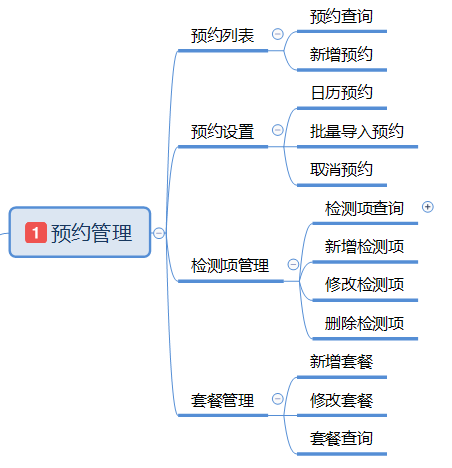 1 预约管理
预约列表
预约查询
新增预约
预约设置
日历预约
批量导入预约
取消预约
检测项管理
检测项查询
新增检测项
修改检测项
删除检测项
套餐管理
新增套餐
修改套餐
套餐查询